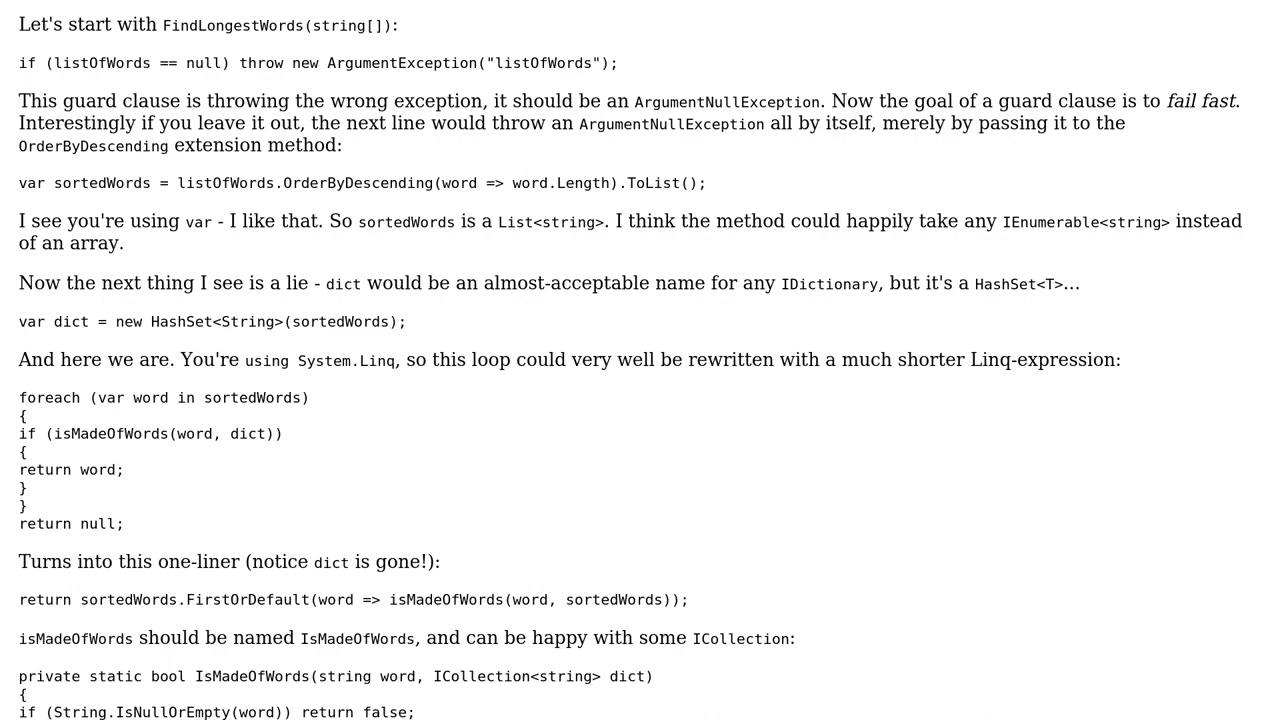 Let's start with FindLongestWords(string[]):
if (listOfWords == null) throw new ArgumentException("listOfWords");
This guard clause is throwing the wrong exception, it should be an ArgumentNullException. Now the goal of a guard clause is to fail fast.
Interestingly if you leave it out, the next line would throw an ArgumentNullException all by itself, merely by passing it to the
OrderByDescending extension method:
var sortedWords = listOfWords.OrderByDescending(word => word.Length).ToList();
I see you're using var - I like that. So sortedWords is a List<string>. I think the method could happily take any IEnumerable<string> instead
of an array.
Now the next thing I see is a lie - dict would be an almost-acceptable name for any IDictionary, but it's a HashSet<T>...
var dict = new HashSet<String>(sortedWords);
And here we are. You're using System.Linq, so this loop could very well be rewritten with a much shorter Linq-expression:
foreach (var word in sortedWords)
{
if (isMadeOfWords(word, dict))
{
return word;
}
}
return null;
Turns into this one-liner (notice dict is gone!):
return sortedWords.FirstOrDefault(word => isMadeOfWords(word, sortedWords));
isMadeOfWords should be named IsMadeOfWords, and can be happy with some ICollection:
private static bool IsMadeOfWords(string word, ICollection<string> dict)
{
if (String.IsNullOrEmpty(word)) return false;